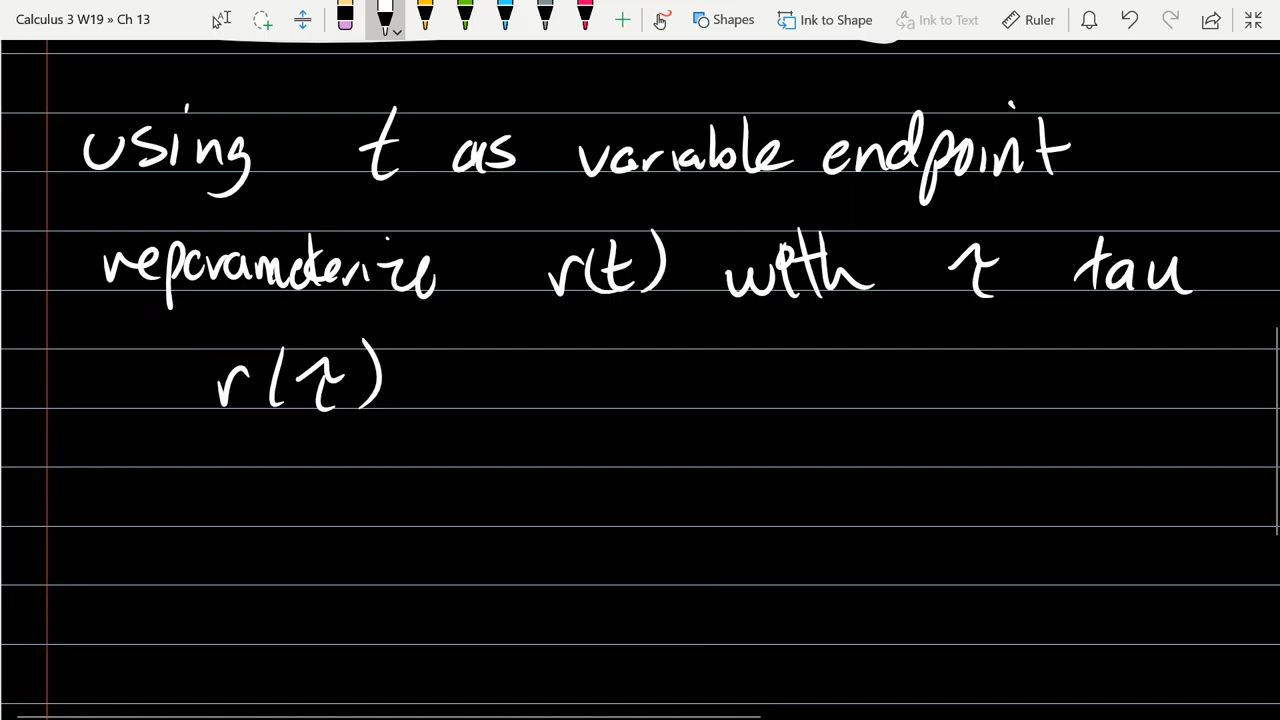 Calculus 3 W19 » Ch 13
Shapes
Ink to Shape
Ink to Text
Ruler
using t as variable endpoint
reparameterize r(t) with τ tau
r(τ)